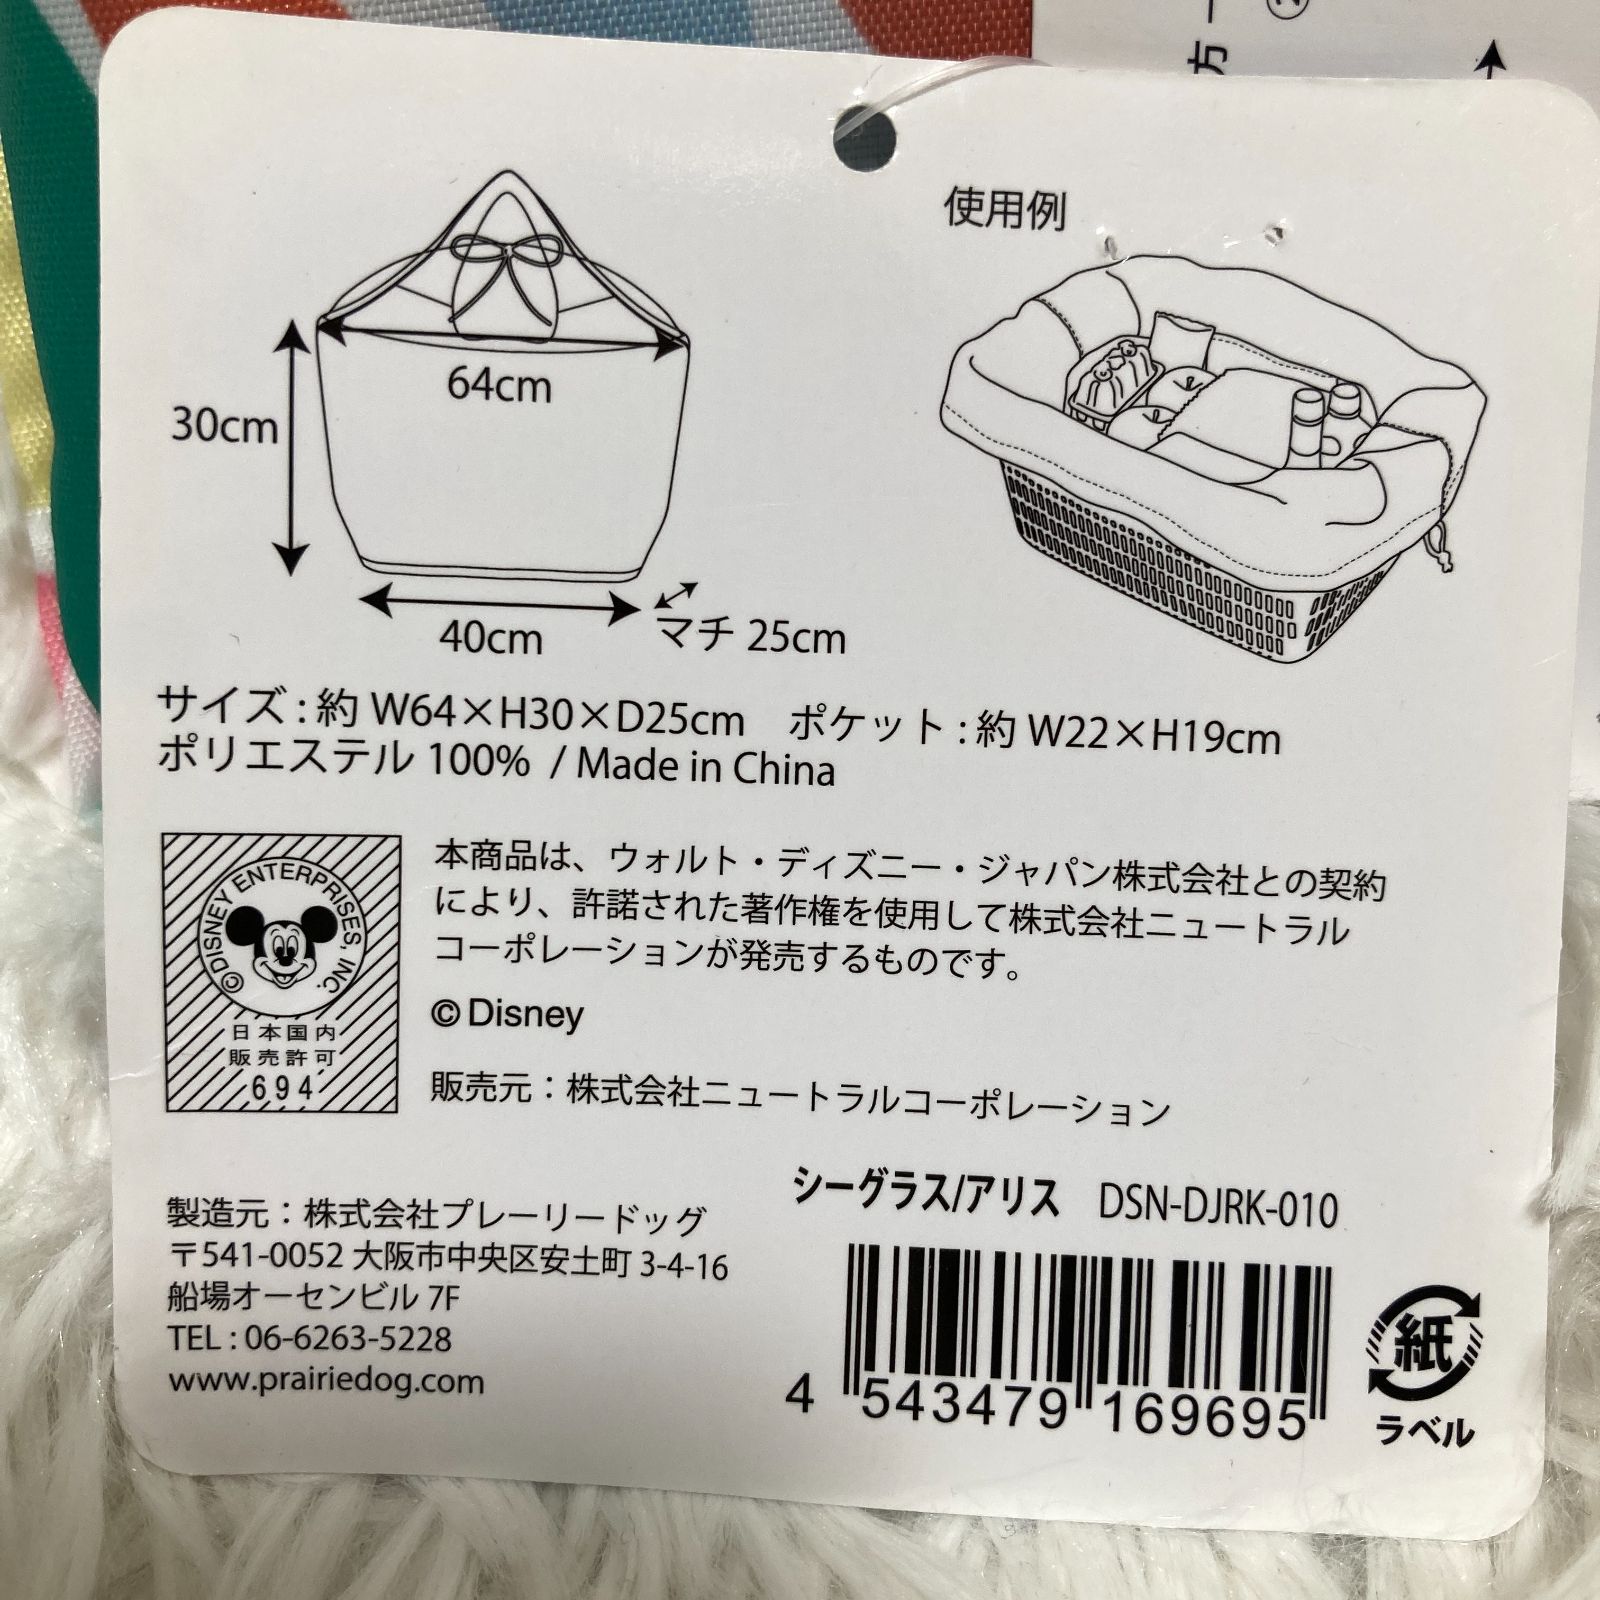 方
使用例
64cm
30cm
40cm
マチ 25cm
サイズ : 約 W64×H30×D25cm　ポケット : 約 W22×H19cm
ポリエステル 100% / Made in China
©DISNEY ENTERPRISES, INC.
日本国内
販売許可
694
本商品は、ウォルト・ディズニー・ジャパン株式会社との契約
により、許諾された著作権を使用して株式会社ニュートラル
コーポレーションが発売するものです。
©Disney
販売元：株式会社ニュートラルコーポレーション
製造元：株式会社プレーリードッグ
〒541-0052 大阪市中央区安土町 3-4-16
船場オーセンビル 7F
TEL : 06-6263-5228
www.prairiedog.com
シーグラス/アリス　DSN-DJRK-010
4 543479 169695
紙
ラベル